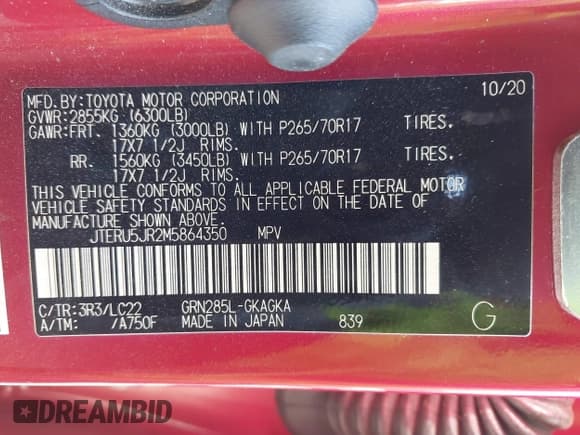 MFD.BY:TOYOTA MOTOR CORPORATION 10/20
GVWR:2855KG (6300LB)
GAWR:FRT. 1360KG (3000LB) WITH P265/70R17 TIRES.
17X7 1/2J RIMS.
RR. 1560KG (3450LB) WITH P265/70R17 TIRES.
17X7 1/2J RIMS.
THIS VEHICLE CONFORMS TO ALL APPLICABLE FEDERAL MOTOR
VEHICLE SAFETY STANDARDS IN EFFECT ON THE DATE OF
MANUFACTURE SHOWN ABOVE.
JTERU5JR2M5864350 MPV
C/TR:3R3/LC22 GRN285L-GKAGKA
A/TM: /A750F MADE IN JAPAN 839 G
DREAMBID